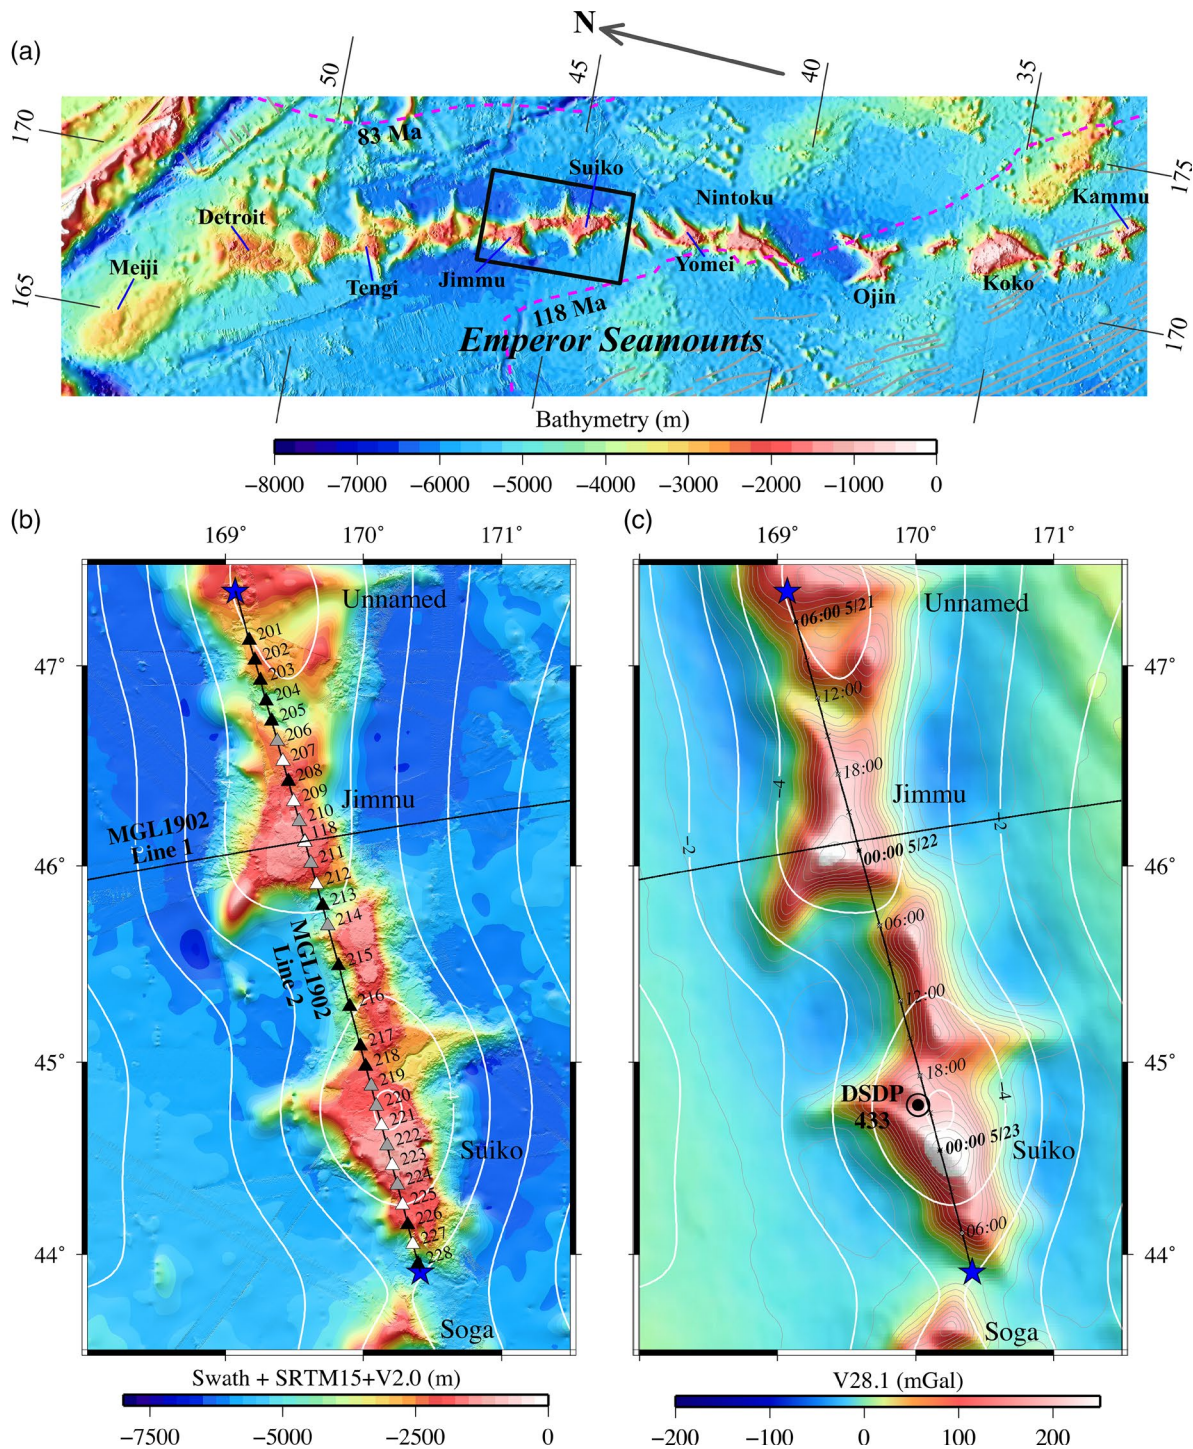 (a)
N
50
45
40
35
170
83 Ma
175
Suiko
Detroit
Nintoku
Kammu
Meiji
165
Tengi
Jimmu
Yomei
Ojin
Koko
118 Ma
170
Emperor Seamounts
Bathymetry (m)
−8000 −7000 −6000 −5000 −4000 −3000 −2000 −1000 0
(b)
169° 170° 171°
Unnamed
201
202
47°
203
204
205
206
207
208
209
Jimmu
210
MGL1902
Line 1
118
46°
211
212
213
214
MGL1902
Line 2
215
216
217
45°
218
219
220
221
222
Suiko
223
224
225
226
227
44°
228
Soga
Swath + SRTM15+V2.0 (m)
−7500 −5000 −2500 0
(c)
169° 170° 171°
06:00 5/21
Unnamed
47°
12:00
18:00
−4
Jimmu
−2
−2
00:00 5/22
46°
06:00
12:00
45°
18:00
−4
DSDP
433
00:00 5/23
Suiko
06:00
44°
Soga
V28.1 (mGal)
−200 −100 0 100 200